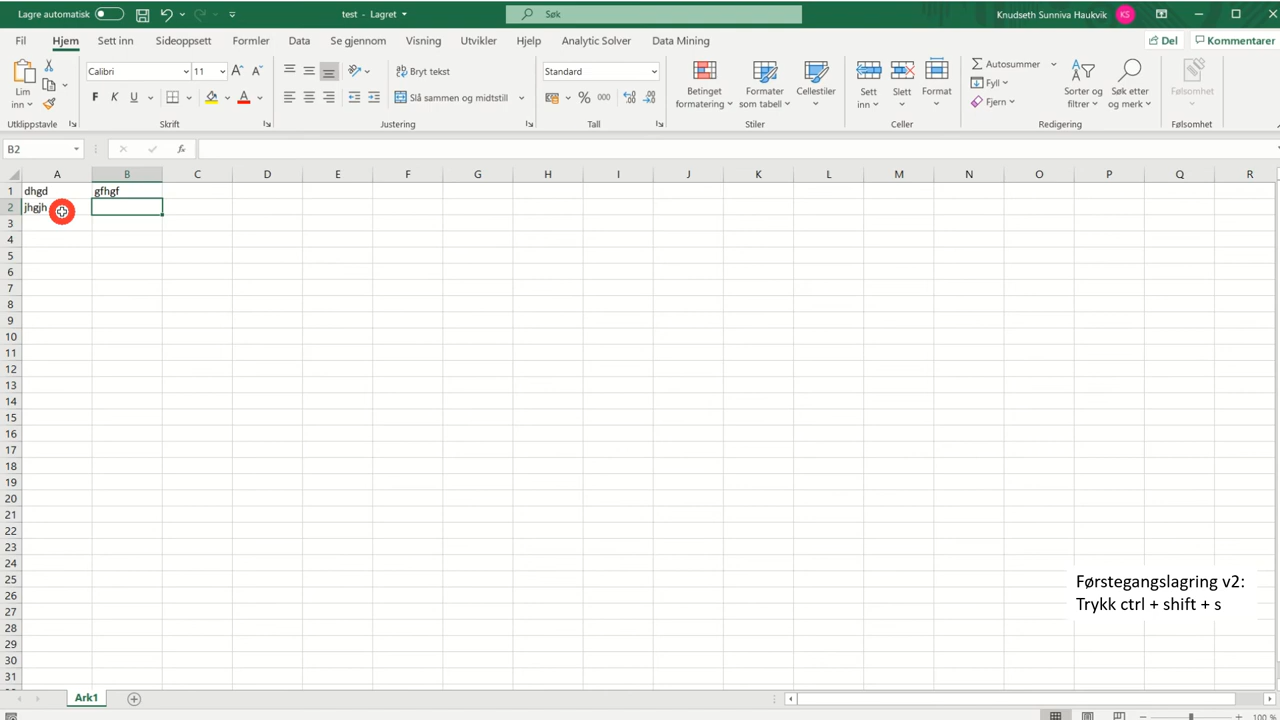 Lagre automatisk
test - Lagret
Søk
Knudseth Sunniva Haukvik
KS
Fil Hjem Sett inn Sideoppsett Formler Data Se gjennom Visning Utvikler Hjelp Analytic Solver Data Mining
Del
Kommentarer
Lim inn
Utklippstavle
Calibri
11
F K U
A
Skrift
Bryt tekst
Slå sammen og midtstill
Justering
Standard
% 000
Tall
Betinget formatering
Formater som tabell
Cellestiler
Stiler
Sett inn
Slett
Format
Celler
Autosummer
Fyll
Fjern
Sorter og filtrer
Søk etter og merk
Redigering
Følsomhet
Følsomhet
B2
fx
A B C D E F G H I J K L M N O P Q R
1 dhgd gfhgf
2 jhgjh
3
4
5
6
7
8
9
10
11
12
13
14
15
16
17
18
19
20
21
22
23
24
25
26
27
28
29
30
31
Førstegangslagring v2:
Trykk ctrl + shift + s
Ark1
100 %